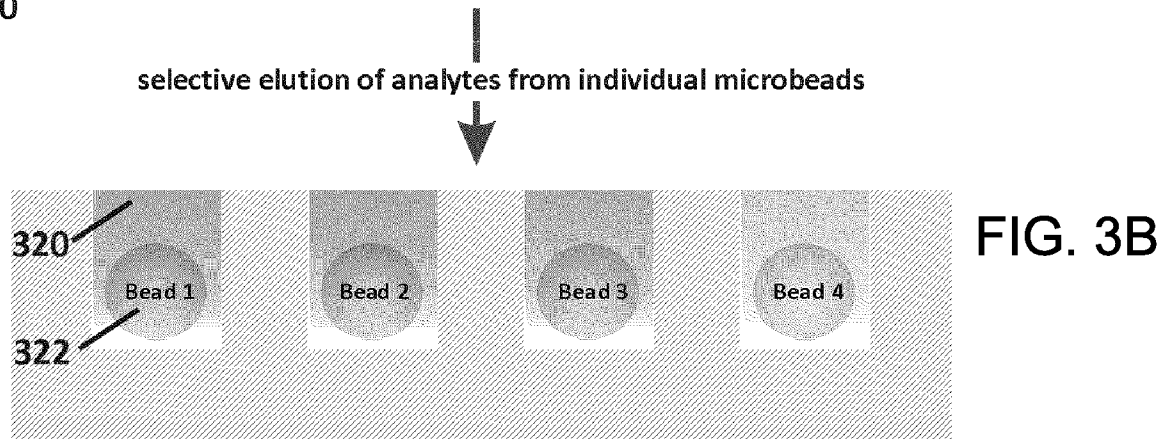 0
selective elution of analytes from individual microbeads
320
Bead 1
Bead 2
Bead 3
Bead 4
322
FIG. 3B